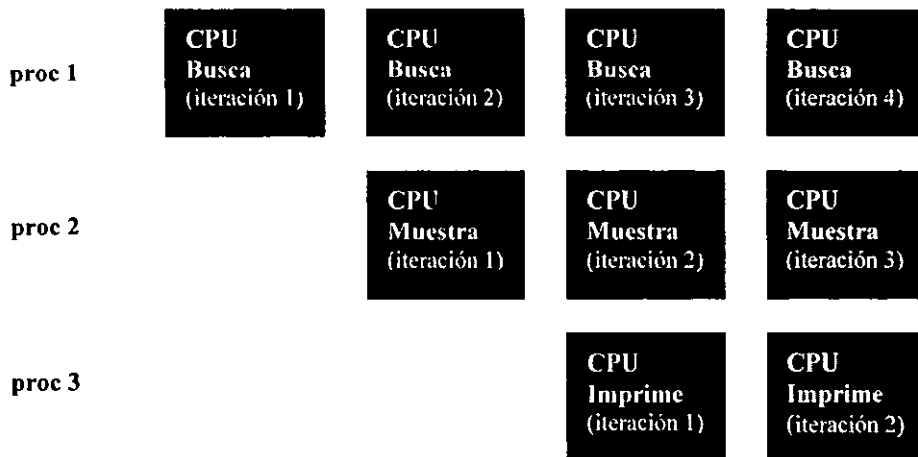 proc 1
CPU
Busca
(iteración 1)
CPU
Busca
(iteración 2)
CPU
Busca
(iteración 3)
CPU
Busca
(iteración 4)
proc 2
CPU
Muestra
(iteración 1)
CPU
Muestra
(iteración 2)
CPU
Muestra
(iteración 3)
proc 3
CPU
Imprime
(iteración 1)
CPU
Imprime
(iteración 2)